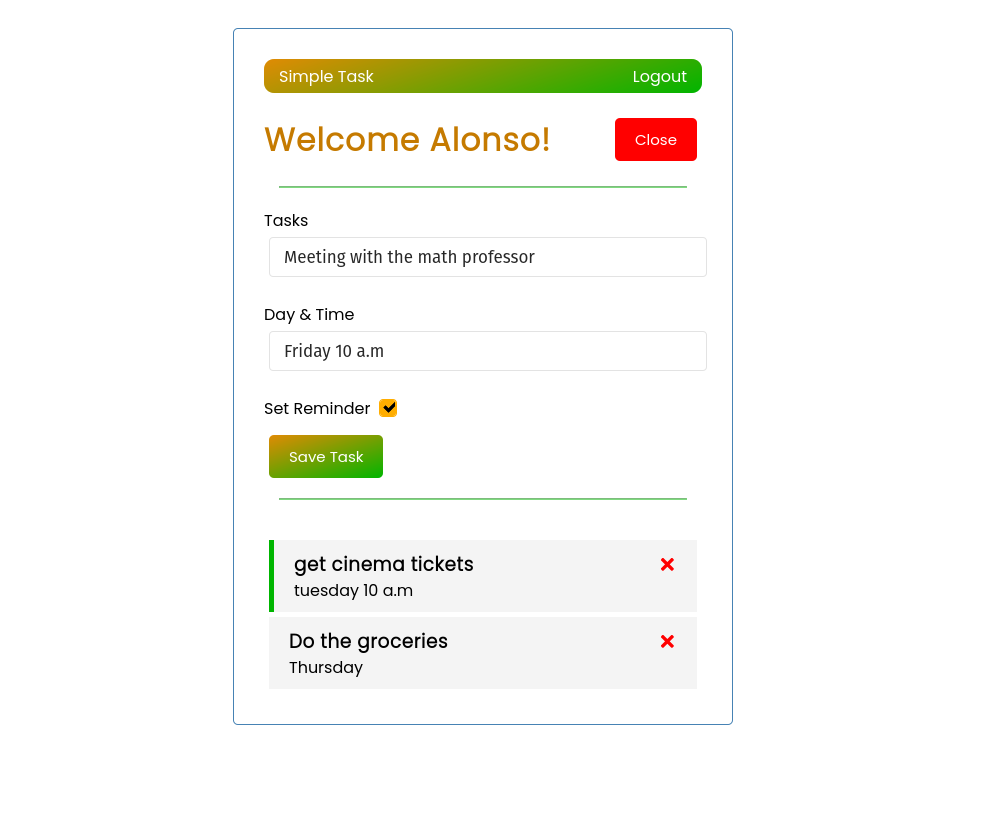 Simple Task Logout
Welcome Alonso! Close
Tasks
Meeting with the math professor
Day & Time
Friday 10 a.m
Set Reminder
Save Task
get cinema tickets
tuesday 10 a.m
Do the groceries
Thursday